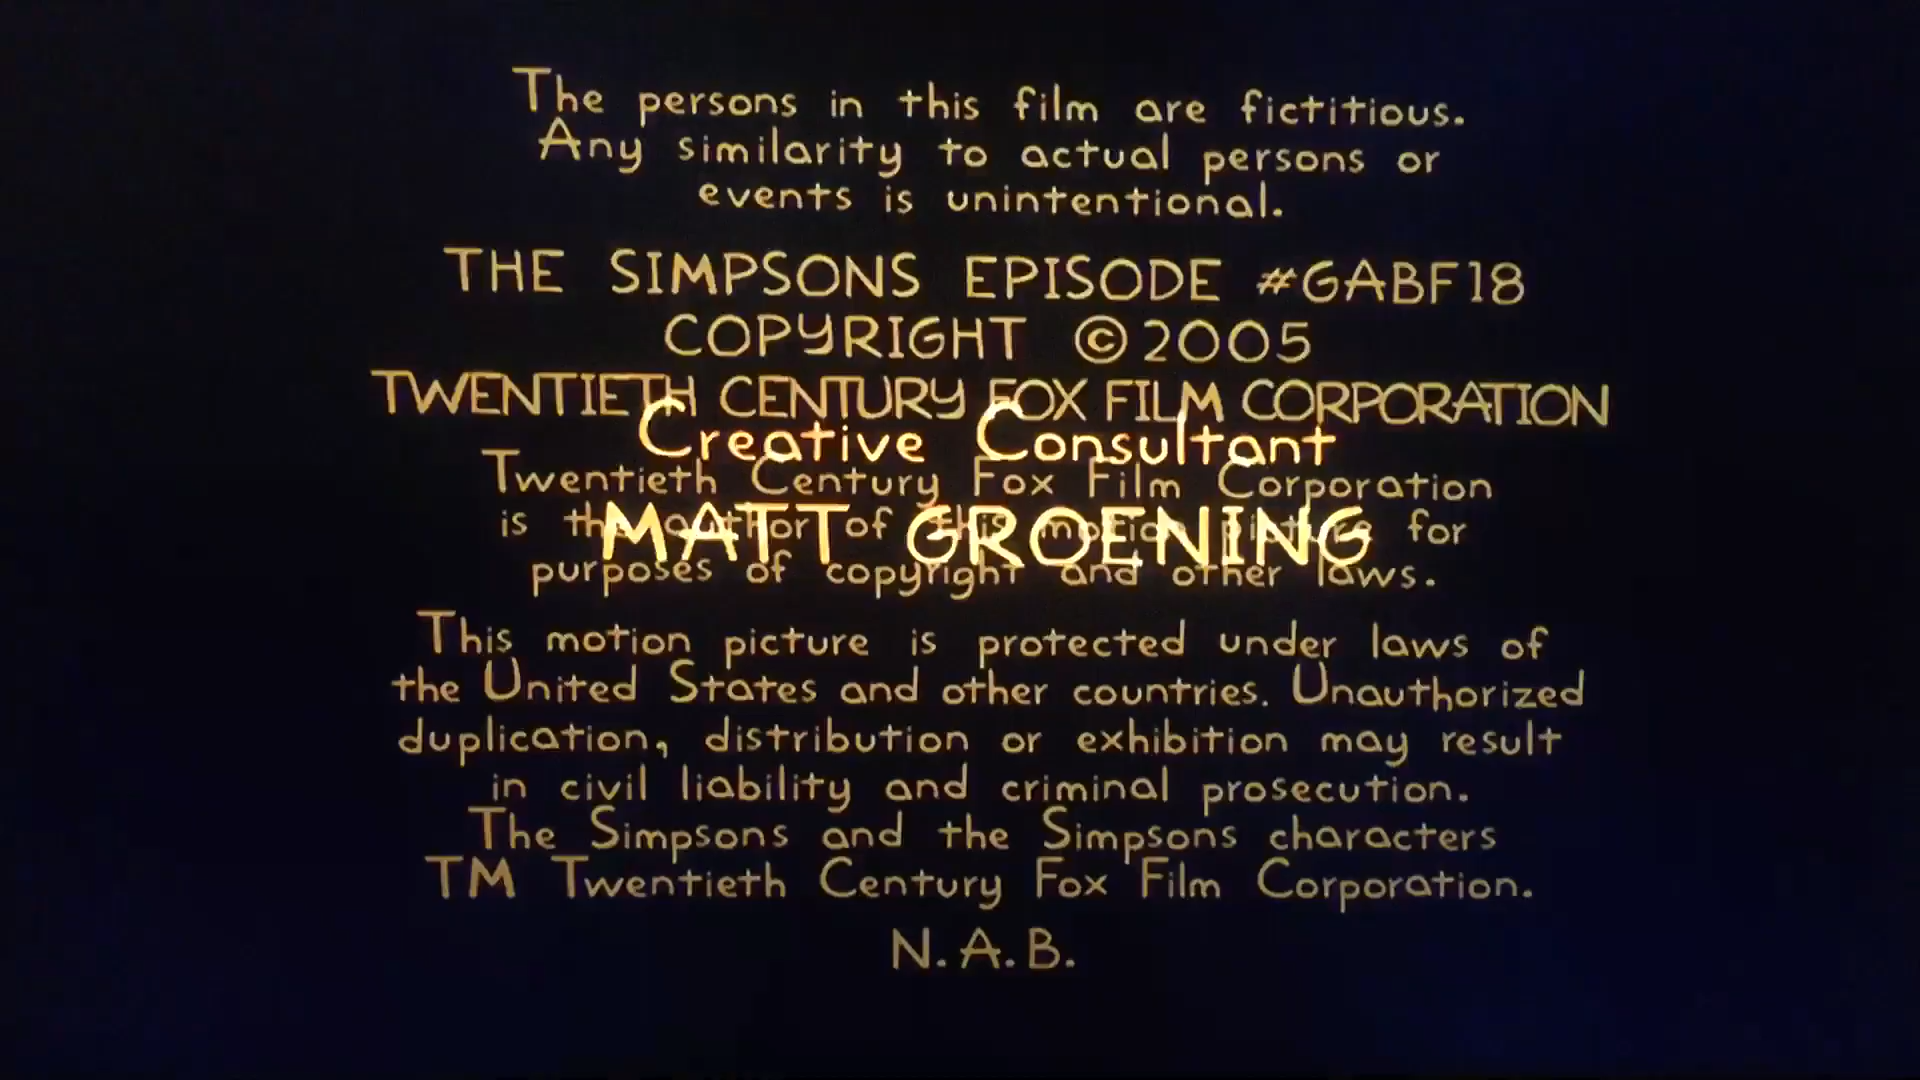 The persons in this film are fictitious.
Any similarity to actual persons or
events is unintentional.
THE SIMPSONS EPISODE #GABF18
COPYRIGHT ©2005
TWENTIETH CENTURY FOX FILM CORPORATION
Creative Consultant
Twentieth Century Fox Film Corporation
MATT GROENING
is the author of this motion picture for
purposes of copyright and other laws.
This motion picture is protected under laws of
the United States and other countries. Unauthorized
duplication, distribution or exhibition may result
in civil liability and criminal prosecution.
The Simpsons and the Simpsons characters
TM Twentieth Century Fox Film Corporation.
N.A.B.